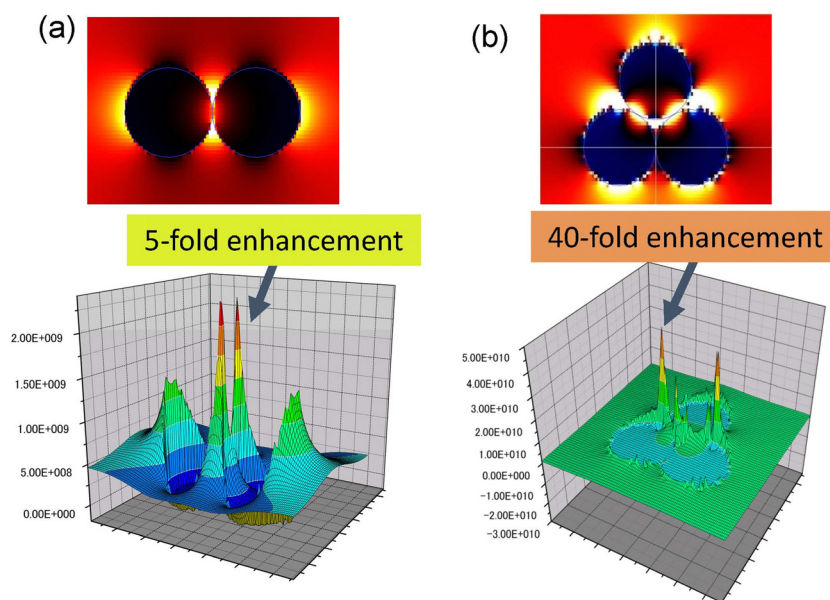 (a)
(b)
5-fold enhancement
40-fold enhancement
2.00E+009
1.50E+009
1.00E+009
5.00E+008
0.00E+000
5.00E+010
4.00E+010
3.00E+010
2.00E+010
1.00E+010
0.00E+000
-1.00E+010
-2.00E+010
-3.00E+010